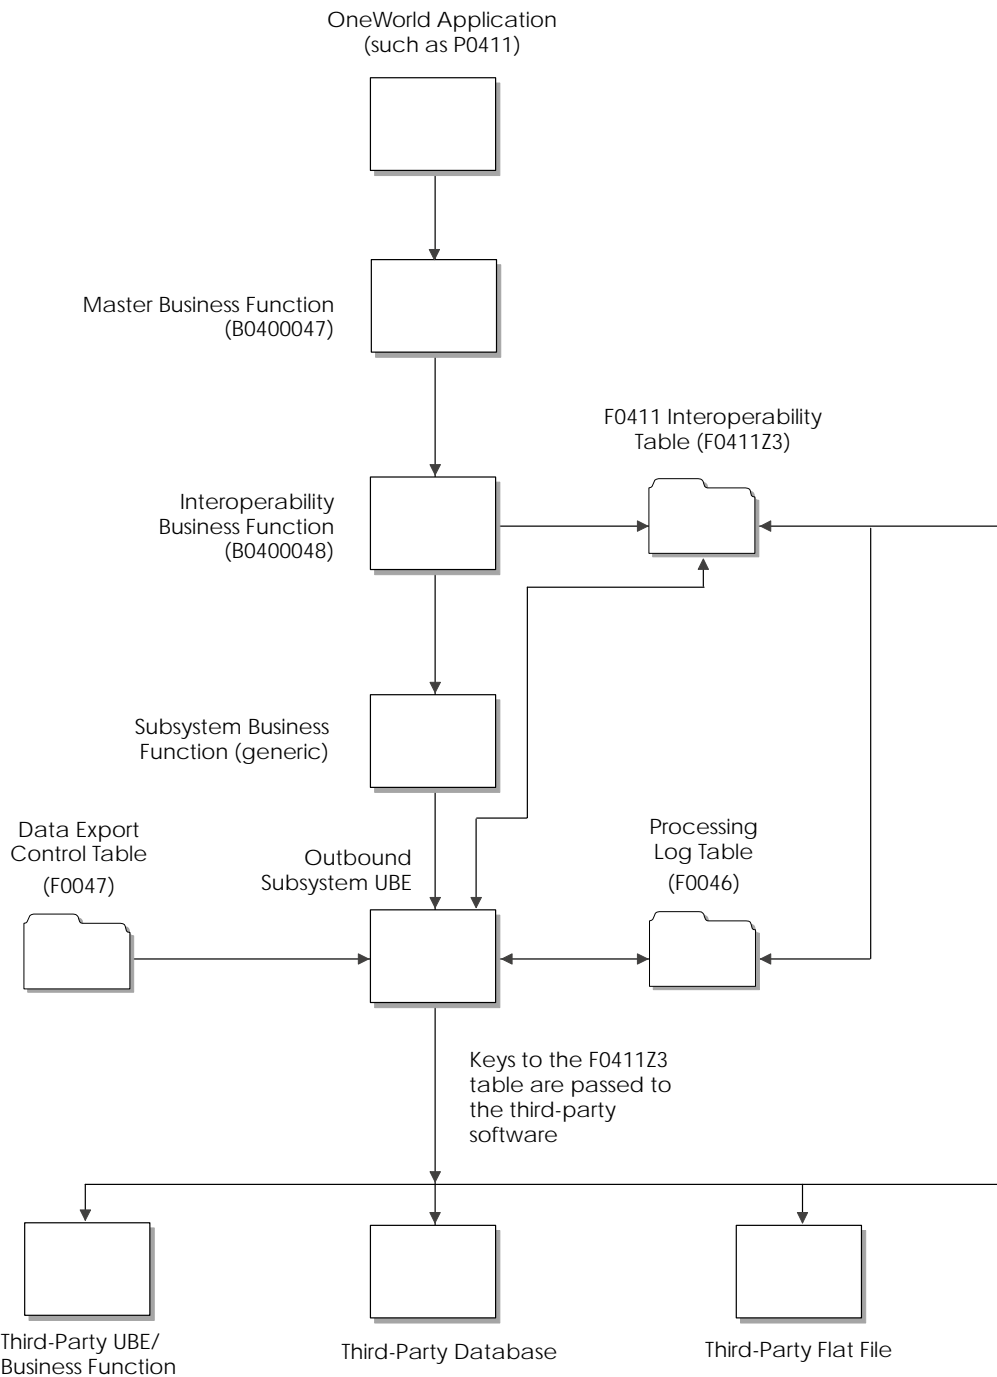 OneWorld Application
(such as P0411)
Master Business Function
(B0400047)
F0411 Interoperability
Table (F0411Z3)
Interoperability
Business Function
(B0400048)
Subsystem Business
Function (generic)
Data Export
Control Table
(F0047)
Outbound
Subsystem UBE
Processing
Log Table
(F0046)
Keys to the F0411Z3
table are passed to
the third-party
software
Third-Party UBE/
Business Function
Third-Party Database
Third-Party Flat File